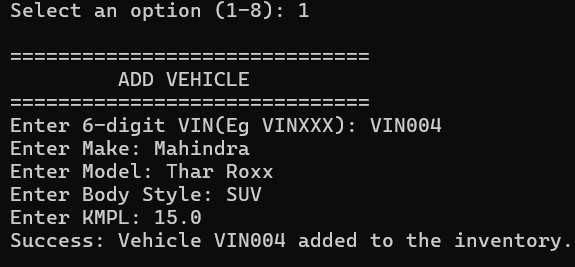 Select an option (1-8): 1
==============================
ADD VEHICLE
==============================
Enter 6-digit VIN(Eg VINXXX): VIN004
Enter Make: Mahindra
Enter Model: Thar Roxx
Enter Body Style: SUV
Enter KMPL: 15.0
Success: Vehicle VIN004 added to the inventory.